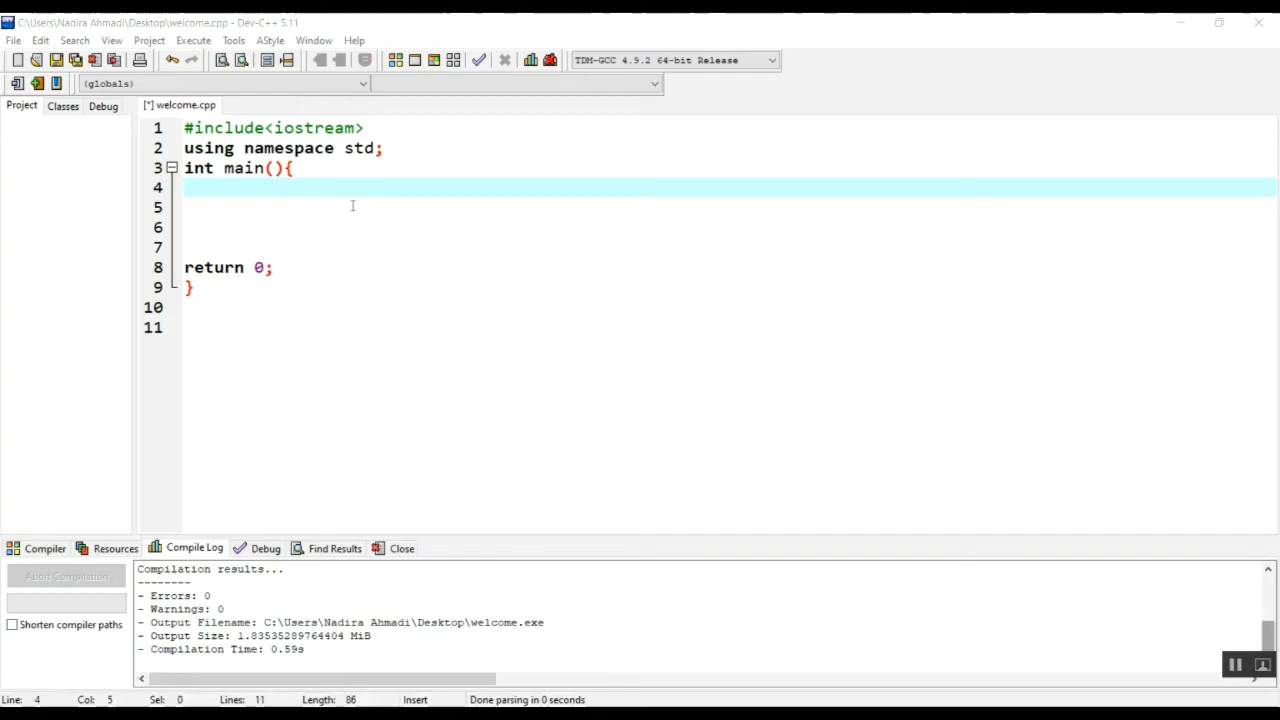 C:\Users\Nadira Ahmadi\Desktop\welcome.cpp - Dev-C++ 5.11
File Edit Search View Project Execute Tools AStyle Window Help
TDM-GCC 4.9.2 64-bit Release
(globals)
Project Classes Debug [*] welcome.cpp
1 #include<iostream>
2 using namespace std;
3 int main(){
4
5
6
7
8 return 0;
9 }
10
11
Compiler Resources Compile Log Debug Find Results Close
Abort Compilation
Shorten compiler paths
Compilation results...
--------
- Errors: 0
- Warnings: 0
- Output Filename: C:\Users\Nadira Ahmadi\Desktop\welcome.exe
- Output Size: 1.83535289764404 MiB
- Compilation Time: 0.59s
Line: 4 Col: 5 Sel: 0 Lines: 11 Length: 86 Insert Done parsing in 0 seconds